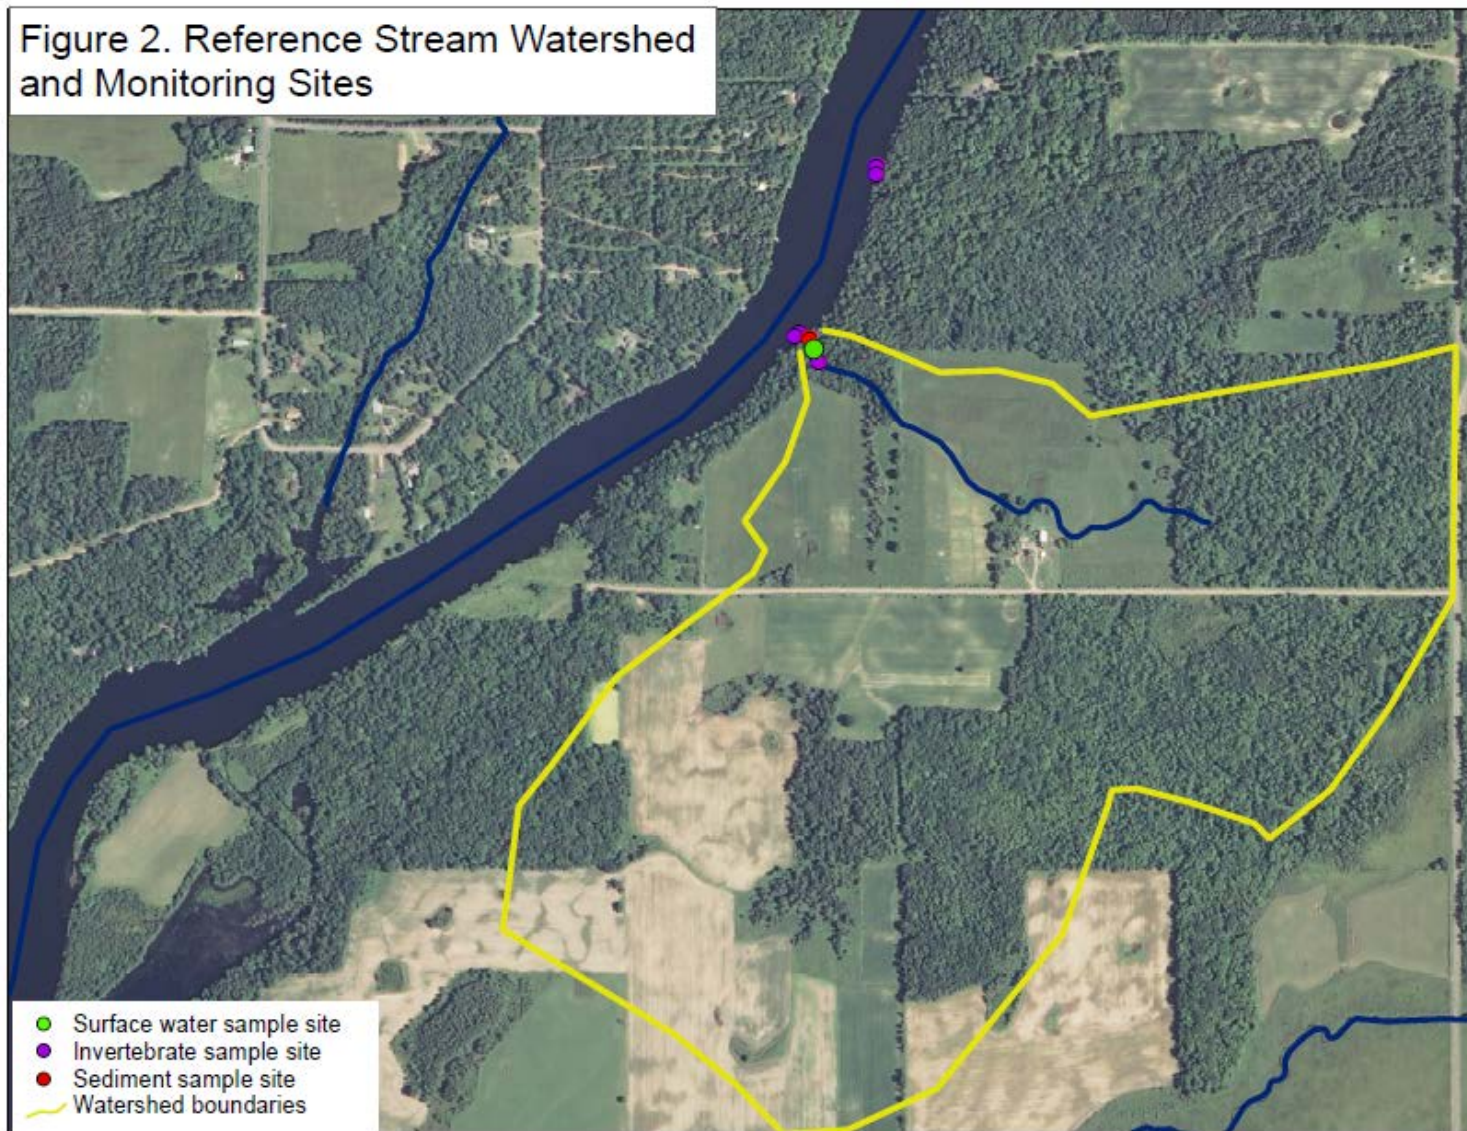 Figure 2. Reference Stream Watershed
and Monitoring Sites
Surface water sample site
Invertebrate sample site
Sediment sample site
Watershed boundaries